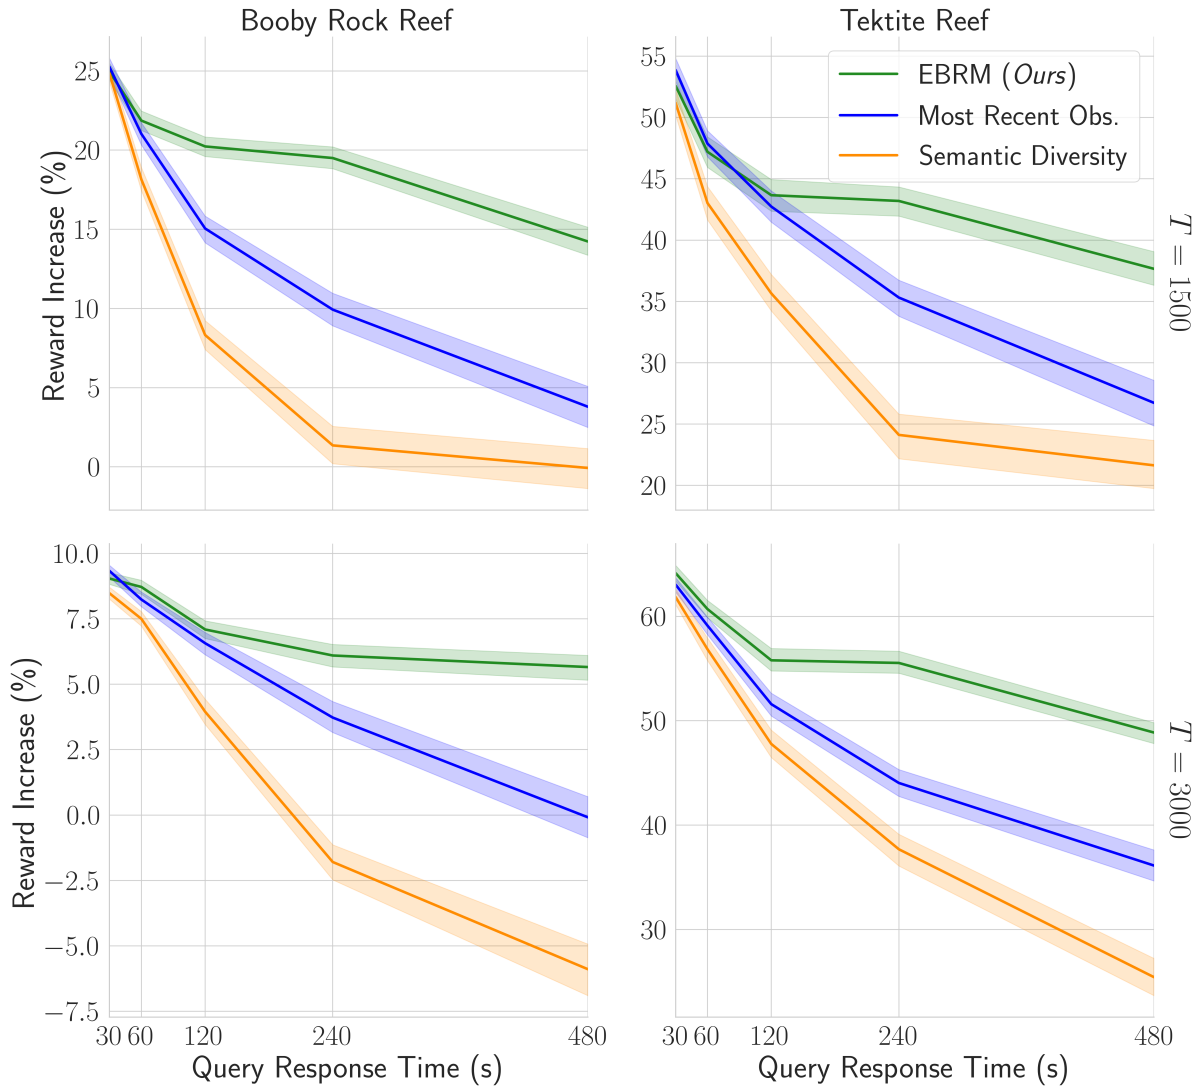 Booby Rock Reef
Tektite Reef
Reward Increase (%)
25
20
15
10
5
0
55
50
45
40
35
30
25
20
EBRM (Ours)
Most Recent Obs.
Semantic Diversity
T = 1500
Reward Increase (%)
10.0
7.5
5.0
2.5
0.0
−2.5
−5.0
−7.5
30 60 120 240 480
Query Response Time (s)
60
50
40
30
30 60 120 240 480
Query Response Time (s)
T = 3000